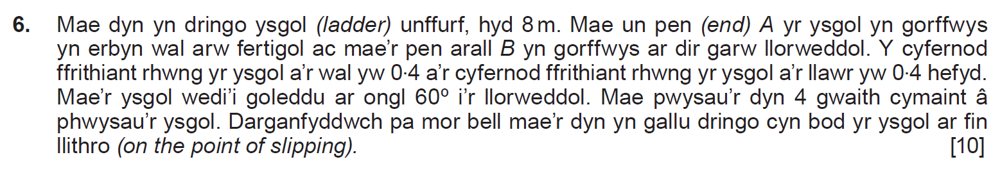 6. Mae dyn yn dringo ysgol (ladder) unffurf, hyd 8 m. Mae un pen (end) A yr ysgol yn gorffwys
yn erbyn wal arw fertigol ac mae'r pen arall B yn gorffwys ar dir garw llorweddol. Y cyfernod
ffrithiant rhwng yr ysgol a'r wal yw 0·4 a'r cyfernod ffrithiant rhwng yr ysgol a'r llawr yw 0·4 hefyd.
Mae'r ysgol wedi'i goleddu ar ongl 60º i'r llorweddol. Mae pwysau'r dyn 4 gwaith cymaint â
phwysau'r ysgol. Darganfyddwch pa mor bell mae'r dyn yn gallu dringo cyn bod yr ysgol ar fin
llithro (on the point of slipping). [10]